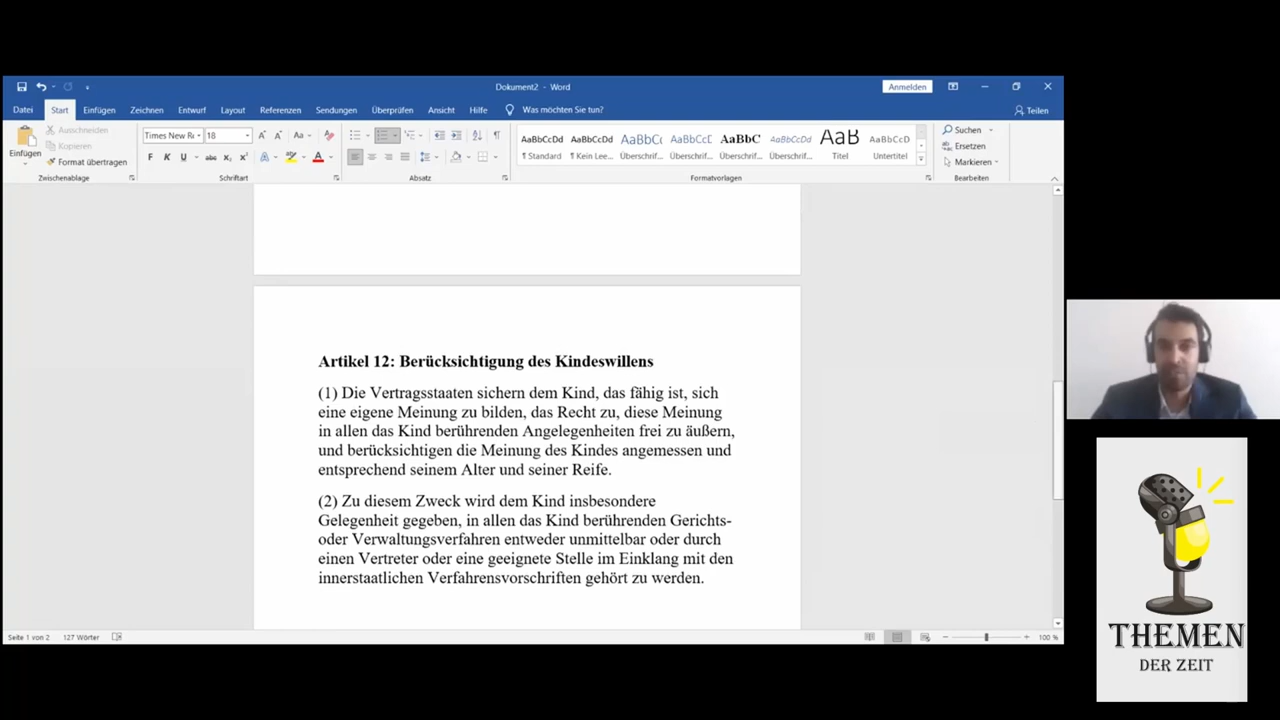 Dokument2 - Word
Anmelden
Datei Start Einfügen Zeichnen Entwurf Layout Referenzen Sendungen Überprüfen Ansicht Hilfe Was möchten Sie tun? Teilen
Einfügen
Ausschneiden
Kopieren
Format übertragen
Zwischenablage
Times New R
18
Aa
F K U abc x₂ x²
Schriftart
Absatz
AaBbCcDd AaBbCcDd AaBbCc AaBbCcD AaBbC AaBbCcDd AaB AaBbCcD
¶ Standard ¶ Kein Lee... Überschrif... Überschrif... Überschrif... Überschrif... Titel Untertitel
Formatvorlagen
Suchen
Ersetzen
Markieren
Bearbeiten
Artikel 12: Berücksichtigung des Kindeswillens
(1) Die Vertragsstaaten sichern dem Kind, das fähig ist, sich
eine eigene Meinung zu bilden, das Recht zu, diese Meinung
in allen das Kind berührenden Angelegenheiten frei zu äußern,
und berücksichtigen die Meinung des Kindes angemessen und
entsprechend seinem Alter und seiner Reife.
(2) Zu diesem Zweck wird dem Kind insbesondere
Gelegenheit gegeben, in allen das Kind berührenden Gerichts-
oder Verwaltungsverfahren entweder unmittelbar oder durch
einen Vertreter oder eine geeignete Stelle im Einklang mit den
innerstaatlichen Verfahrensvorschriften gehört zu werden.
Seite 1 von 2 127 Wörter
100 %
THEMEN
DER ZEIT